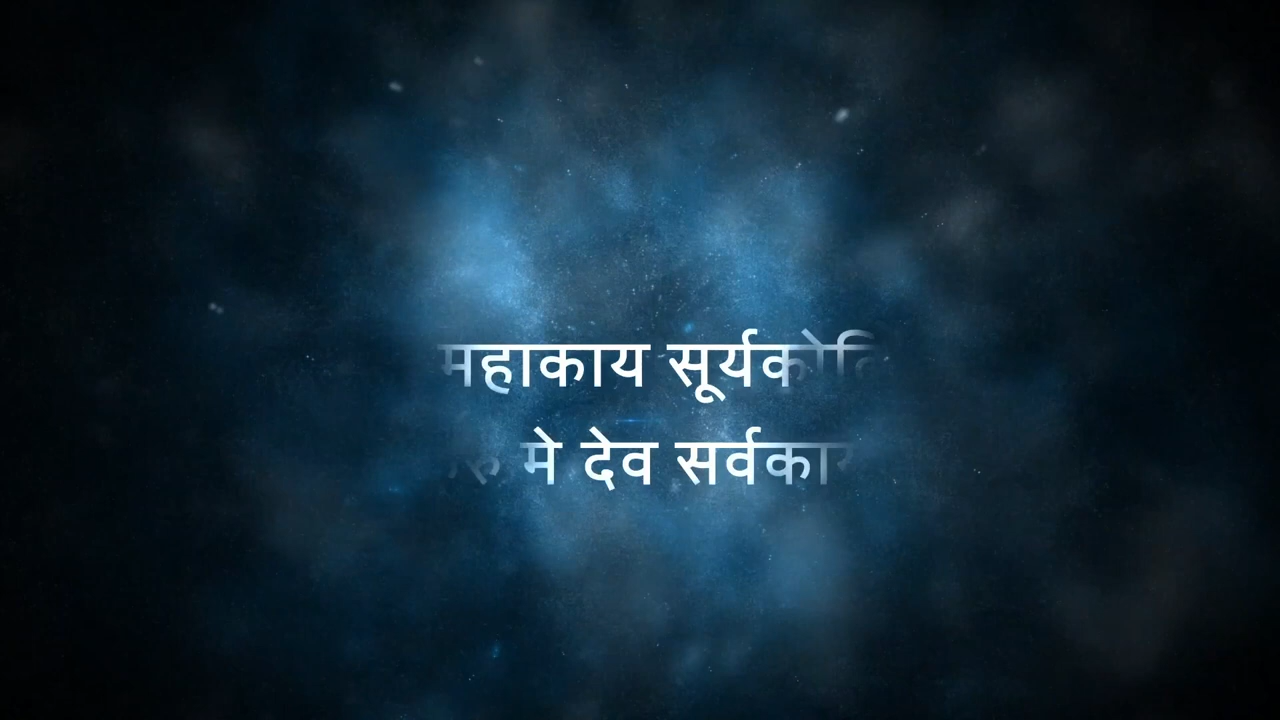 महाकाय सूर्यकोटि
मे देव सर्वकार